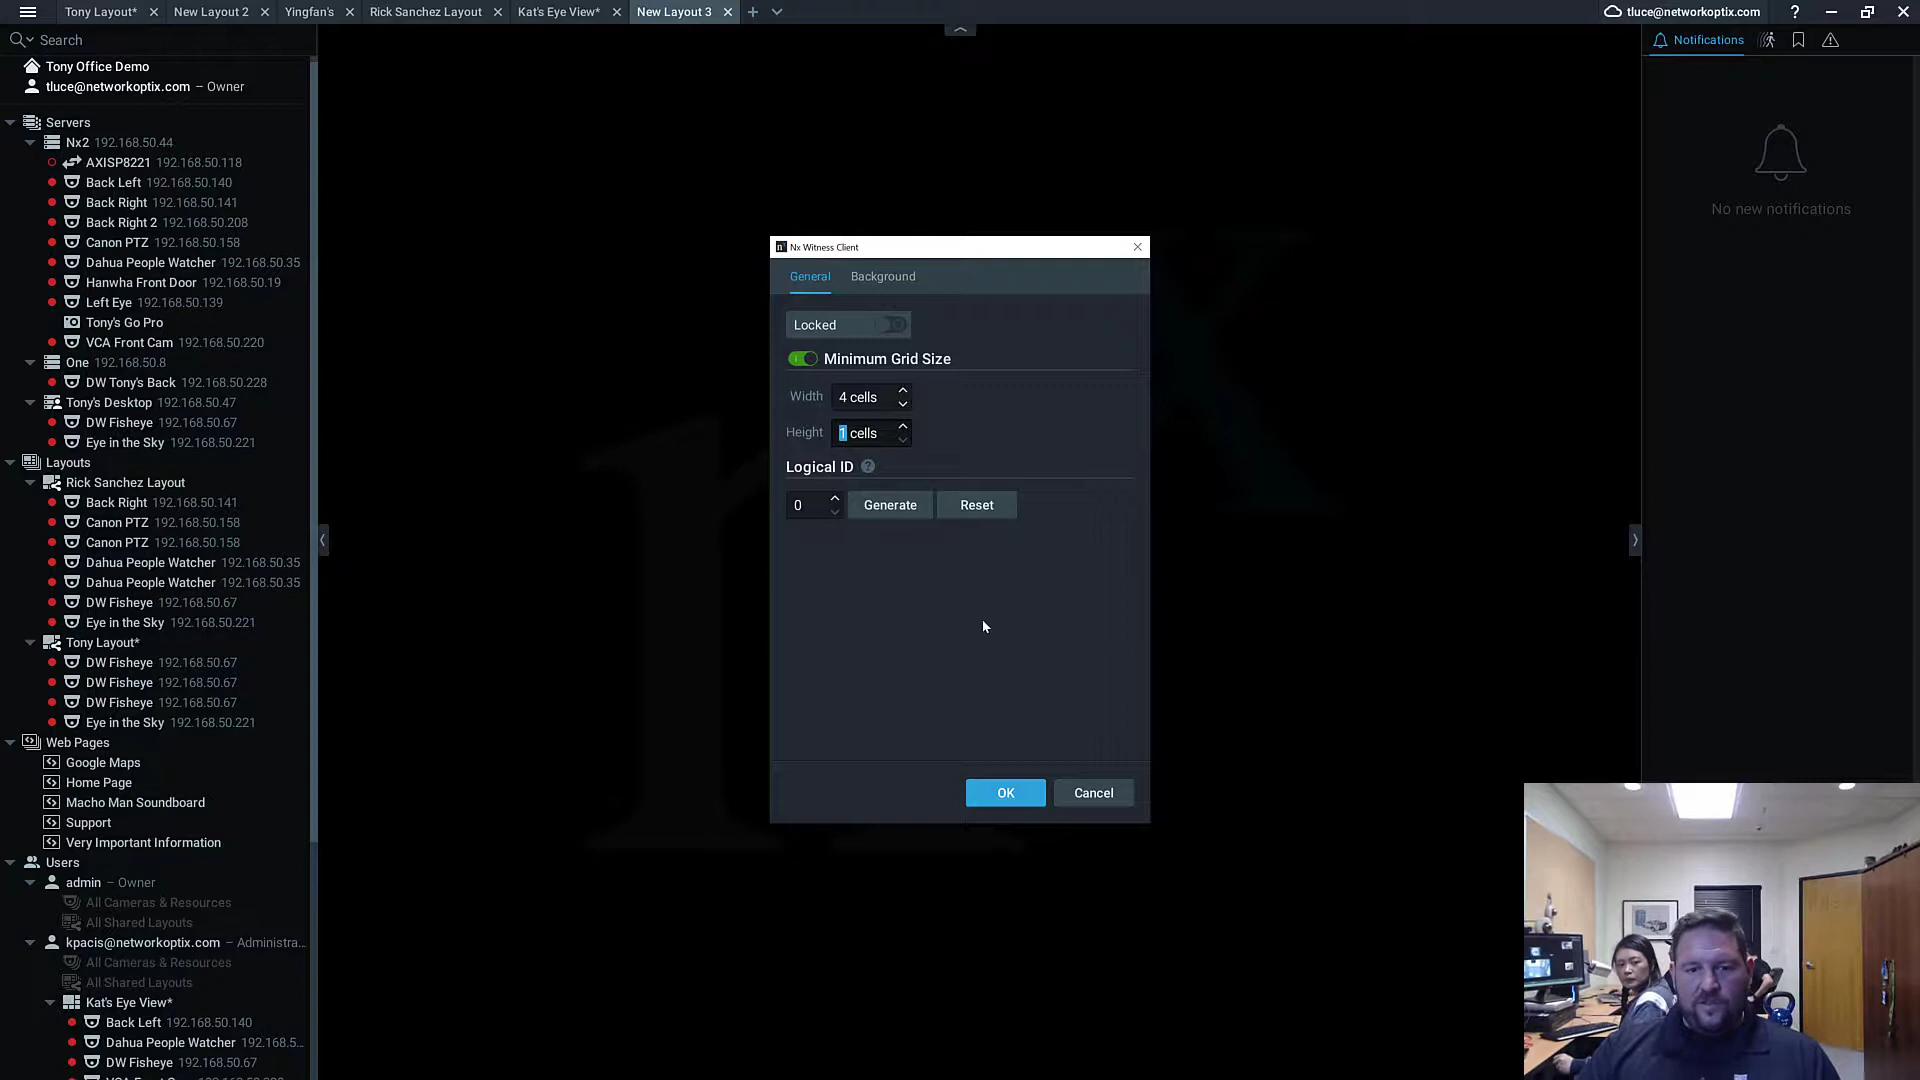 Tony Layout*
New Layout 2
Yingfan's
Rick Sanchez Layout
Kat's Eye View*
New Layout 3
tluce@networkoptix.com
?
Search
Notifications
Tony Office Demo
tluce@networkoptix.com – Owner
Servers
Nx2 192.168.50.44
AXISP8221 192.168.50.118
Back Left 192.168.50.140
Back Right 192.168.50.141
Back Right 2 192.168.50.208
Canon PTZ 192.168.50.158
Dahua People Watcher 192.168.50.35
Hanwha Front Door 192.168.50.19
Left Eye 192.168.50.139
Tony's Go Pro
VCA Front Cam 192.168.50.220
One 192.168.50.8
DW Tony's Back 192.168.50.228
Tony's Desktop 192.168.50.47
DW Fisheye 192.168.50.67
Eye in the Sky 192.168.50.221
Layouts
Rick Sanchez Layout
Back Right 192.168.50.141
Canon PTZ 192.168.50.158
Canon PTZ 192.168.50.158
Dahua People Watcher 192.168.50.35
Dahua People Watcher 192.168.50.35
DW Fisheye 192.168.50.67
Eye in the Sky 192.168.50.221
Tony Layout*
DW Fisheye 192.168.50.67
DW Fisheye 192.168.50.67
DW Fisheye 192.168.50.67
Eye in the Sky 192.168.50.221
Web Pages
Google Maps
Home Page
Macho Man Soundboard
Support
Very Important Information
Users
admin – Owner
All Cameras & Resources
All Shared Layouts
kpacis@networkoptix.com – Administra...
All Cameras & Resources
All Shared Layouts
Kat's Eye View*
Back Left 192.168.50.140
Dahua People Watcher 192.168.5...
DW Fisheye 192.168.50.67
Nx Witness Client
General
Background
Locked
Minimum Grid Size
Width 4 cells
Height 1 cells
Logical ID ?
0
Generate
Reset
OK
Cancel
No new notifications